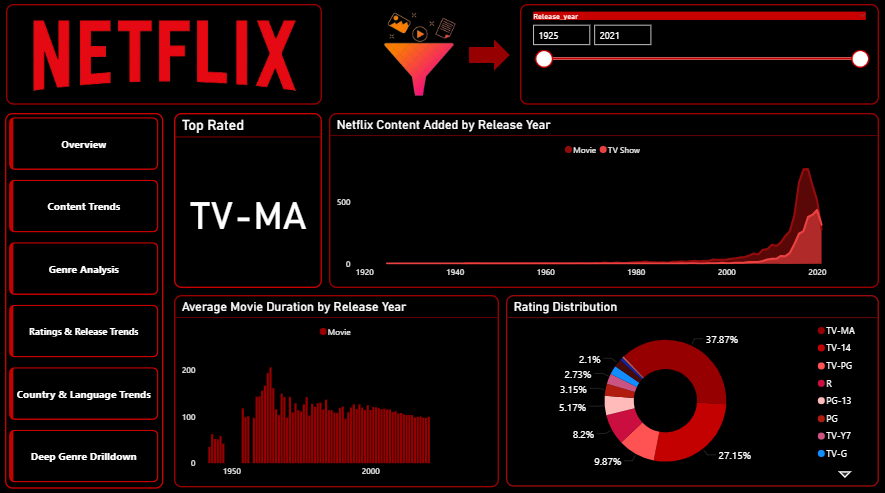 NETFLIX
Release_year
1925 2021
Overview
Content Trends
Genre Analysis
Ratings & Release Trends
Country & Language Trends
Deep Genre Drilldown
Top Rated
TV-MA
Netflix Content Added by Release Year
Movie TV Show
500
0
1920 1940 1960 1980 2000 2020
Average Movie Duration by Release Year
Movie
200
100
0
1950 2000
Rating Distribution
37.87%
27.15%
9.87%
8.2%
5.17%
3.15%
2.73%
2.1%
TV-MA
TV-14
TV-PG
R
PG-13
PG
TV-Y7
TV-G